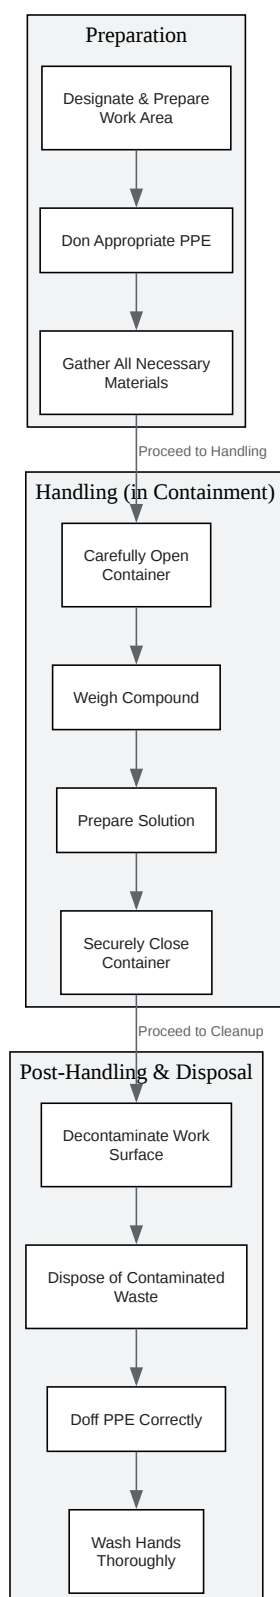 Preparation
Designate & Prepare
Work Area
Don Appropriate PPE
Gather All Necessary
Materials
Proceed to Handling
Handling (in Containment)
Carefully Open
Container
Weigh Compound
Prepare Solution
Securely Close
Container
Proceed to Cleanup
Post-Handling & Disposal
Decontaminate Work
Surface
Dispose of Contaminated
Waste
Doff PPE Correctly
Wash Hands
Thoroughly